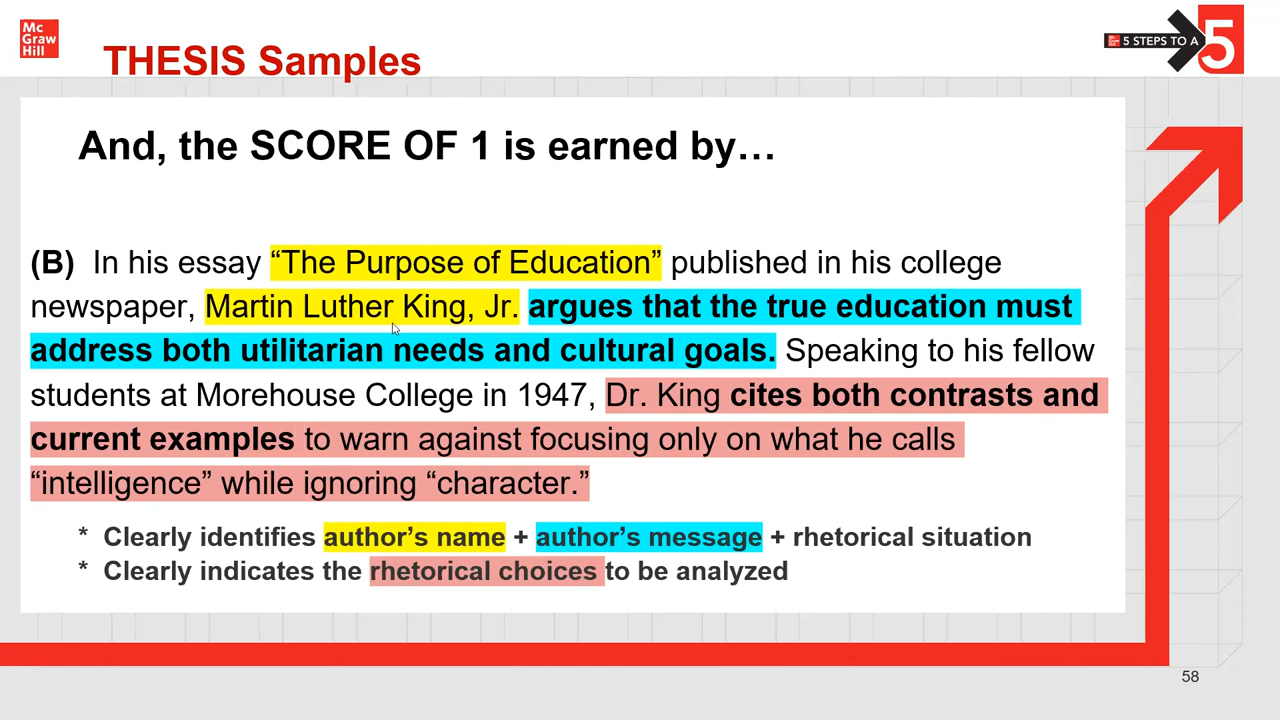 Mc
Graw
Hill
THESIS Samples
5 STEPS TO A 5
And, the SCORE OF 1 is earned by…
(B) In his essay “The Purpose of Education” published in his college
newspaper, Martin Luther King, Jr. argues that the true education must
address both utilitarian needs and cultural goals. Speaking to his fellow
students at Morehouse College in 1947, Dr. King cites both contrasts and
current examples to warn against focusing only on what he calls
“intelligence” while ignoring “character.”
* Clearly identifies author’s name + author’s message + rhetorical situation
* Clearly indicates the rhetorical choices to be analyzed
58